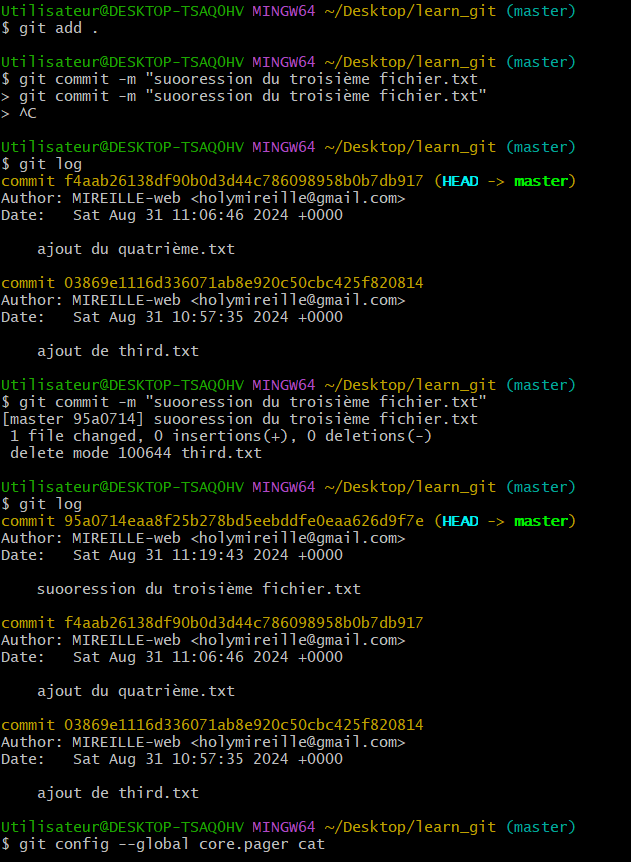 Utilisateur@DESKTOP-TSAQ0HV MINGW64 ~/Desktop/learn_git (master)
$ git add .
Utilisateur@DESKTOP-TSAQ0HV MINGW64 ~/Desktop/learn_git (master)
$ git commit -m "suooression du troisième fichier.txt
> git commit -m "suooression du troisième fichier.txt"
> ^C
Utilisateur@DESKTOP-TSAQ0HV MINGW64 ~/Desktop/learn_git (master)
$ git log
commit f4aab26138df90b0d3d44c786098958b0b7db917 (HEAD -> master)
Author: MIREILLE-web <holymireille@gmail.com>
Date:   Sat Aug 31 11:06:46 2024 +0000
    ajout du quatrième.txt
commit 03869e1116d336071ab8e920c50cbc425f820814
Author: MIREILLE-web <holymireille@gmail.com>
Date:   Sat Aug 31 10:57:35 2024 +0000
    ajout de third.txt
Utilisateur@DESKTOP-TSAQ0HV MINGW64 ~/Desktop/learn_git (master)
$ git commit -m "suooression du troisième fichier.txt"
[master 95a0714] suooression du troisième fichier.txt
 1 file changed, 0 insertions(+), 0 deletions(-)
 delete mode 100644 third.txt
Utilisateur@DESKTOP-TSAQ0HV MINGW64 ~/Desktop/learn_git (master)
$ git log
commit 95a0714eaa8f25b278bd5eebddfe0eaa626d9f7e (HEAD -> master)
Author: MIREILLE-web <holymireille@gmail.com>
Date:   Sat Aug 31 11:19:43 2024 +0000
    suooression du troisième fichier.txt
commit f4aab26138df90b0d3d44c786098958b0b7db917
Author: MIREILLE-web <holymireille@gmail.com>
Date:   Sat Aug 31 11:06:46 2024 +0000
    ajout du quatrième.txt
commit 03869e1116d336071ab8e920c50cbc425f820814
Author: MIREILLE-web <holymireille@gmail.com>
Date:   Sat Aug 31 10:57:35 2024 +0000
    ajout de third.txt
Utilisateur@DESKTOP-TSAQ0HV MINGW64 ~/Desktop/learn_git (master)
$ git config --global core.pager cat